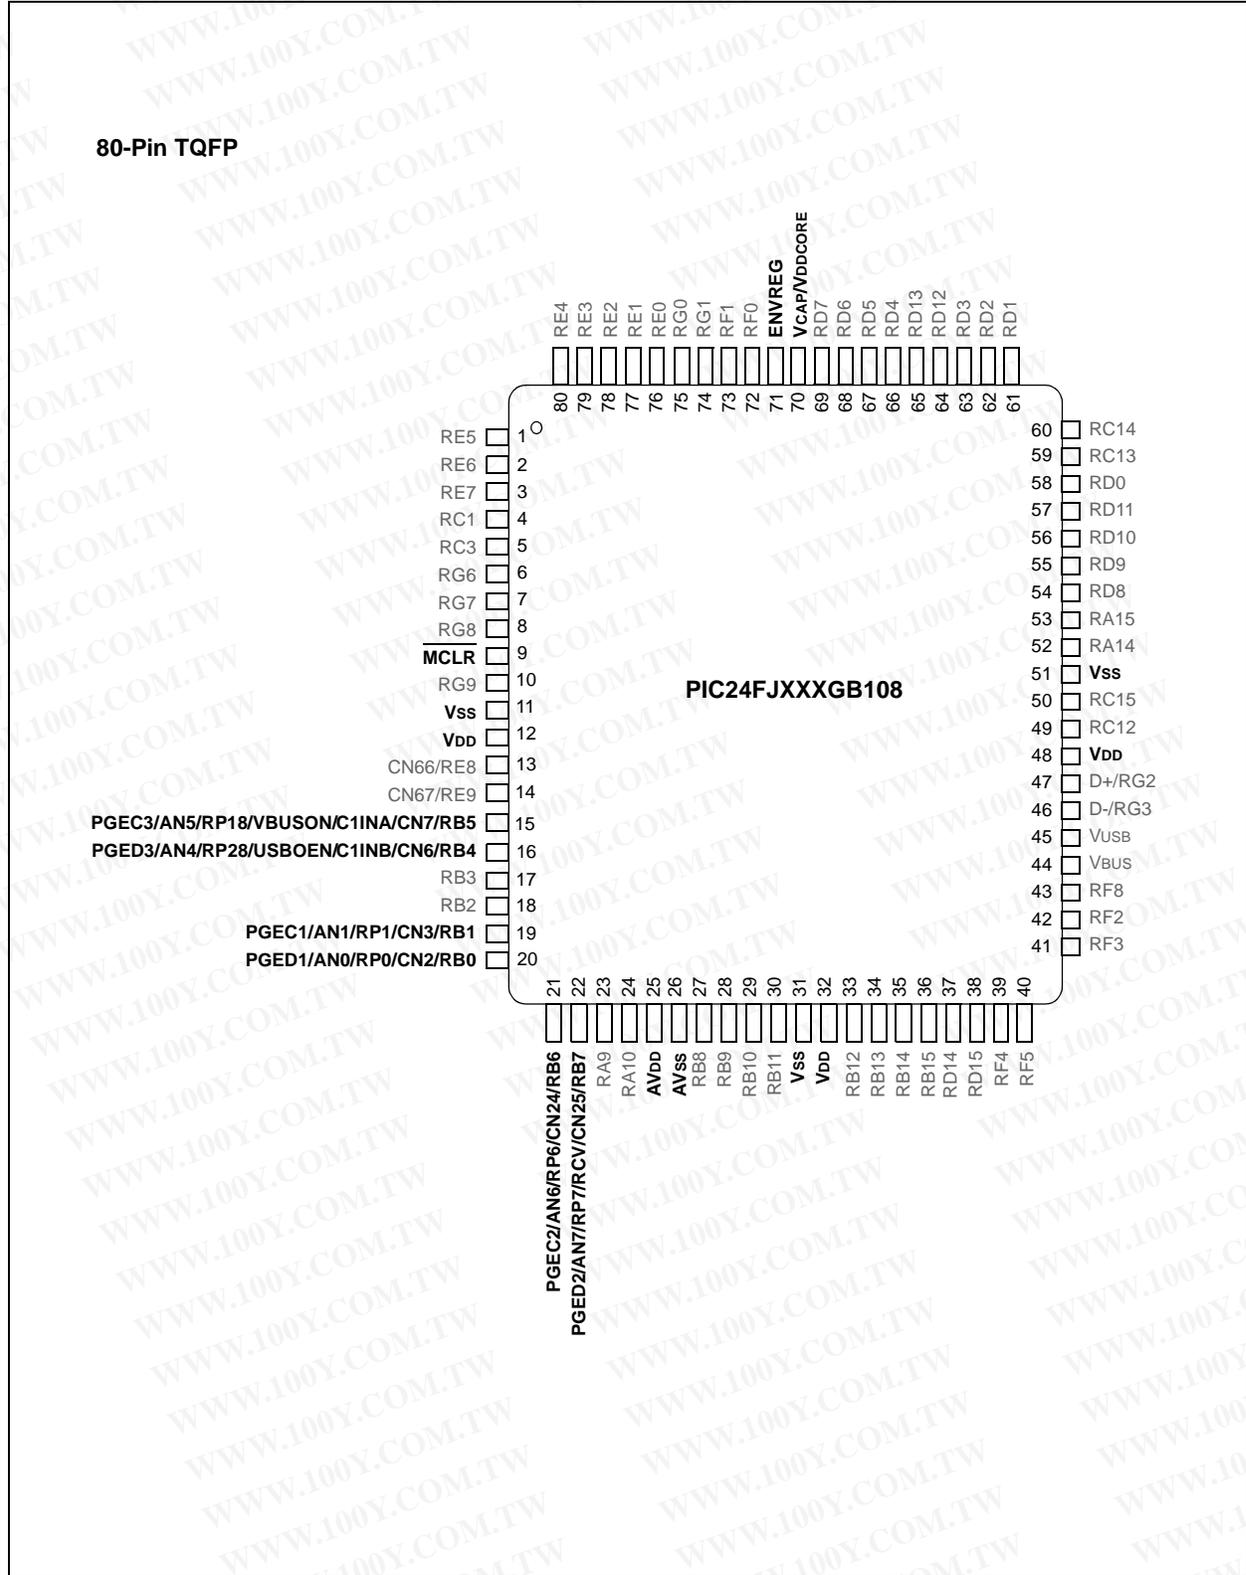 80-Pin TQFP
RE4
RE3
RE2
RE1
RE0
RG0
RG1
RF1
RF0
ENVREG
VCAP/VDDCORE
RD7
RD6
RD5
RD4
RD13
RD12
RD3
RD2
RD1
80
79
78
77
76
75
74
73
72
71
70
69
68
67
66
65
64
63
62
61
RE5 1
RE6 2
RE7 3
RC1 4
RC3 5
RG6 6
RG7 7
RG8 8
MCLR 9
RG9 10
VSS 11
VDD 12
CN66/RE8 13
CN67/RE9 14
PGEC3/AN5/RP18/VBUSON/C1INA/CN7/RB5 15
PGED3/AN4/RP28/USBOEN/C1INB/CN6/RB4 16
RB3 17
RB2 18
PGEC1/AN1/RP1/CN3/RB1 19
PGED1/AN0/RP0/CN2/RB0 20
PIC24FJXXXGB108
60 RC14
59 RC13
58 RD0
57 RD11
56 RD10
55 RD9
54 RD8
53 RA15
52 RA14
51 VSS
50 RC15
49 RC12
48 VDD
47 D+/RG2
46 D-/RG3
45 VUSB
44 VBUS
43 RF8
42 RF2
41 RF3
21
22
23
24
25
26
27
28
29
30
31
32
33
34
35
36
37
38
39
40
PGEC2/AN6/RP6/CN24/RB6
PGED2/AN7/RP7/RCV/CN25/RB7
RA9
RA10
AVDD
AVSS
RB8
RB9
RB10
RB11
VSS
VDD
RB12
RB13
RB14
RB15
RD14
RD15
RF4
RF5
WWW.100Y.COM.TW